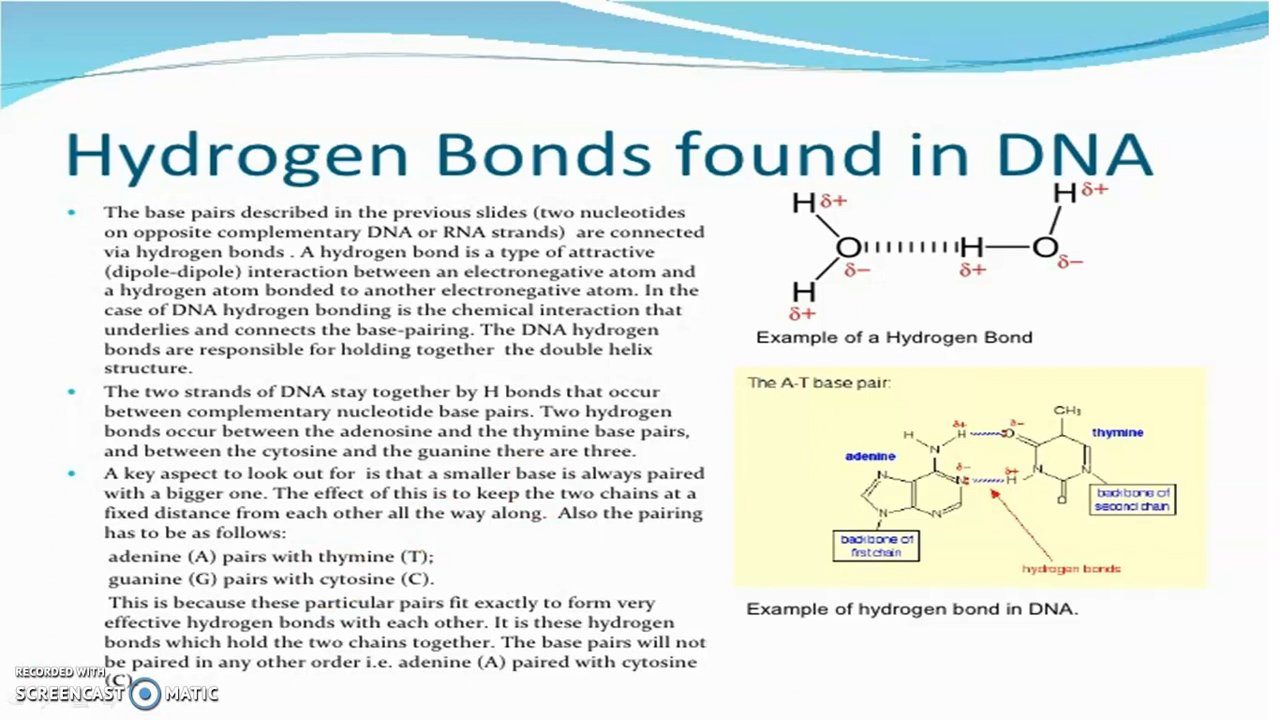 Hydrogen Bonds found in DNA
• The base pairs described in the previous slides (two nucleotides
on opposite complementary DNA or RNA strands) are connected
via hydrogen bonds . A hydrogen bond is a type of attractive
(dipole-dipole) interaction between an electronegative atom and
a hydrogen atom bonded to another electronegative atom. In the
case of DNA hydrogen bonding is the chemical interaction that
underlies and connects the base-pairing. The DNA hydrogen
bonds are responsible for holding together the double helix
structure.
• The two strands of DNA stay together by H bonds that occur
between complementary nucleotide base pairs. Two hydrogen
bonds occur between the adenosine and the thymine base pairs,
and between the cytosine and the guanine there are three.
• A key aspect to look out for is that a smaller base is always paired
with a bigger one. The effect of this is to keep the two chains at a
fixed distance from each other all the way along. Also the pairing
has to be as follows:
adenine (A) pairs with thymine (T);
guanine (G) pairs with cytosine (C).
This is because these particular pairs fit exactly to form very
effective hydrogen bonds with each other. It is these hydrogen
bonds which hold the two chains together. The base pairs will not
be paired in any other order i.e. adenine (A) paired with cytosine
(C)
H δ+
H δ+
O H O
δ− δ+ δ−
H
δ+
Example of a Hydrogen Bond
The A-T base pair:
CH₃
δ+ δ−
H H O
thymine
N
adenine
δ− δ+
N N H N N
N N O
backbone of
second chain
backbone of
first chain
hydrogen bonds
Example of hydrogen bond in DNA.
RECORDED WITH
SCREENCAST MATIC